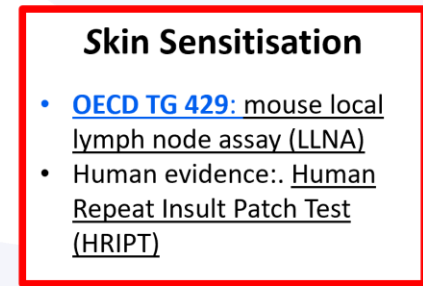 Skin Sensitisation
• OECD TG 429: mouse local
lymph node assay (LLNA)
• Human evidence:. Human
Repeat Insult Patch Test
(HRIPT)